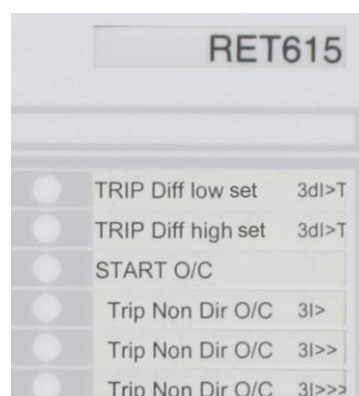 RET615
TRIP Diff low set 3dI>T
TRIP Diff high set 3dI>T
START O/C
Trip Non Dir O/C 3I>
Trip Non Dir O/C 3I>>
Trip Non Dir O/C 3I>>>